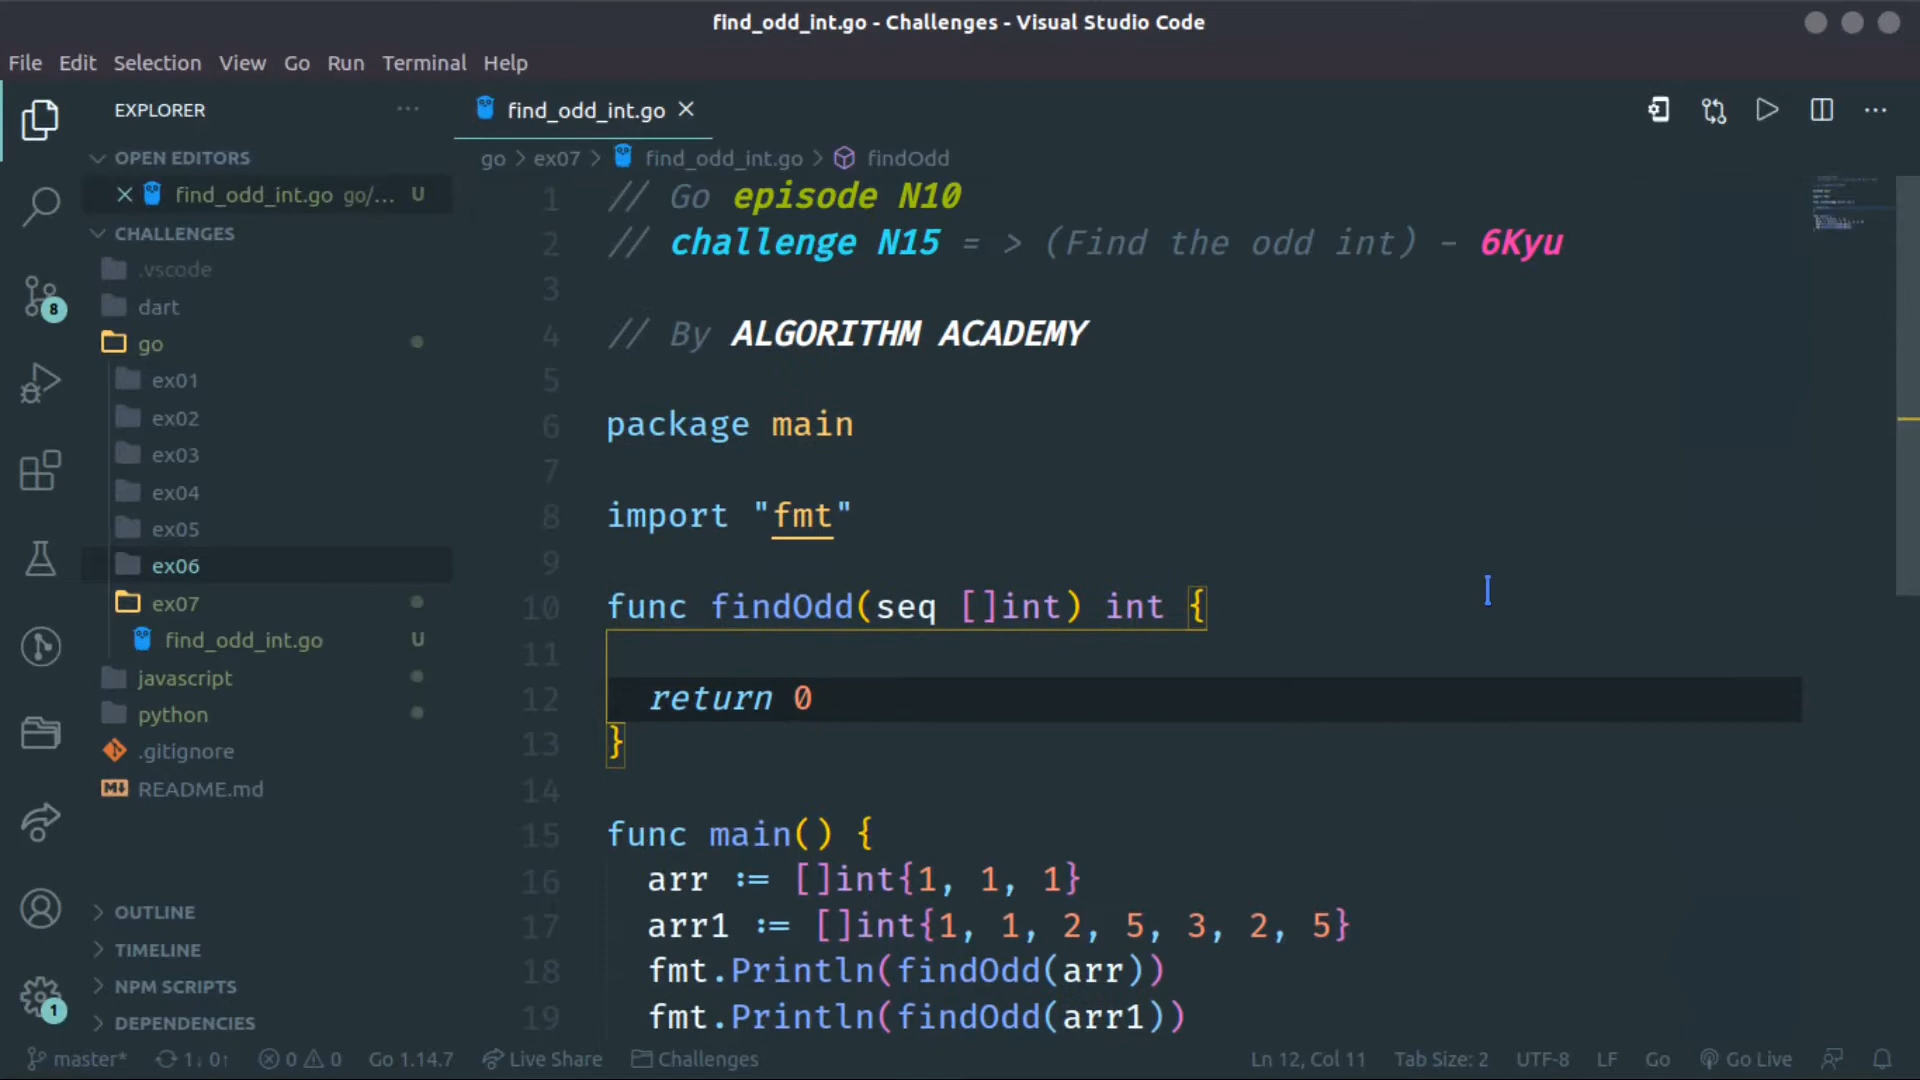 find_odd_int.go - Challenges - Visual Studio Code
File Edit Selection View Go Run Terminal Help
EXPLORER
OPEN EDITORS
find_odd_int.go go/... U
CHALLENGES
.vscode
dart
go
ex01
ex02
ex03
ex04
ex05
ex06
ex07
find_odd_int.go U
javascript
python
.gitignore
README.md
OUTLINE
TIMELINE
NPM SCRIPTS
DEPENDENCIES
8
1
find_odd_int.go
go > ex07 > find_odd_int.go > findOdd
1 // Go episode N10
2 // challenge N15 = > (Find the odd int) - 6Kyu
3
4 // By ALGORITHM ACADEMY
5
6 package main
7
8 import "fmt"
9
10 func findOdd(seq []int) int {
11
12 return 0
13 }
14
15 func main() {
16 arr := []int{1, 1, 1}
17 arr1 := []int{1, 1, 2, 5, 3, 2, 5}
18 fmt.Println(findOdd(arr))
19 fmt.Println(findOdd(arr1))
master* 1↓ 0↑ 0 0 Go 1.14.7 Live Share Challenges Ln 12, Col 11 Tab Size: 2 UTF-8 LF Go Go Live